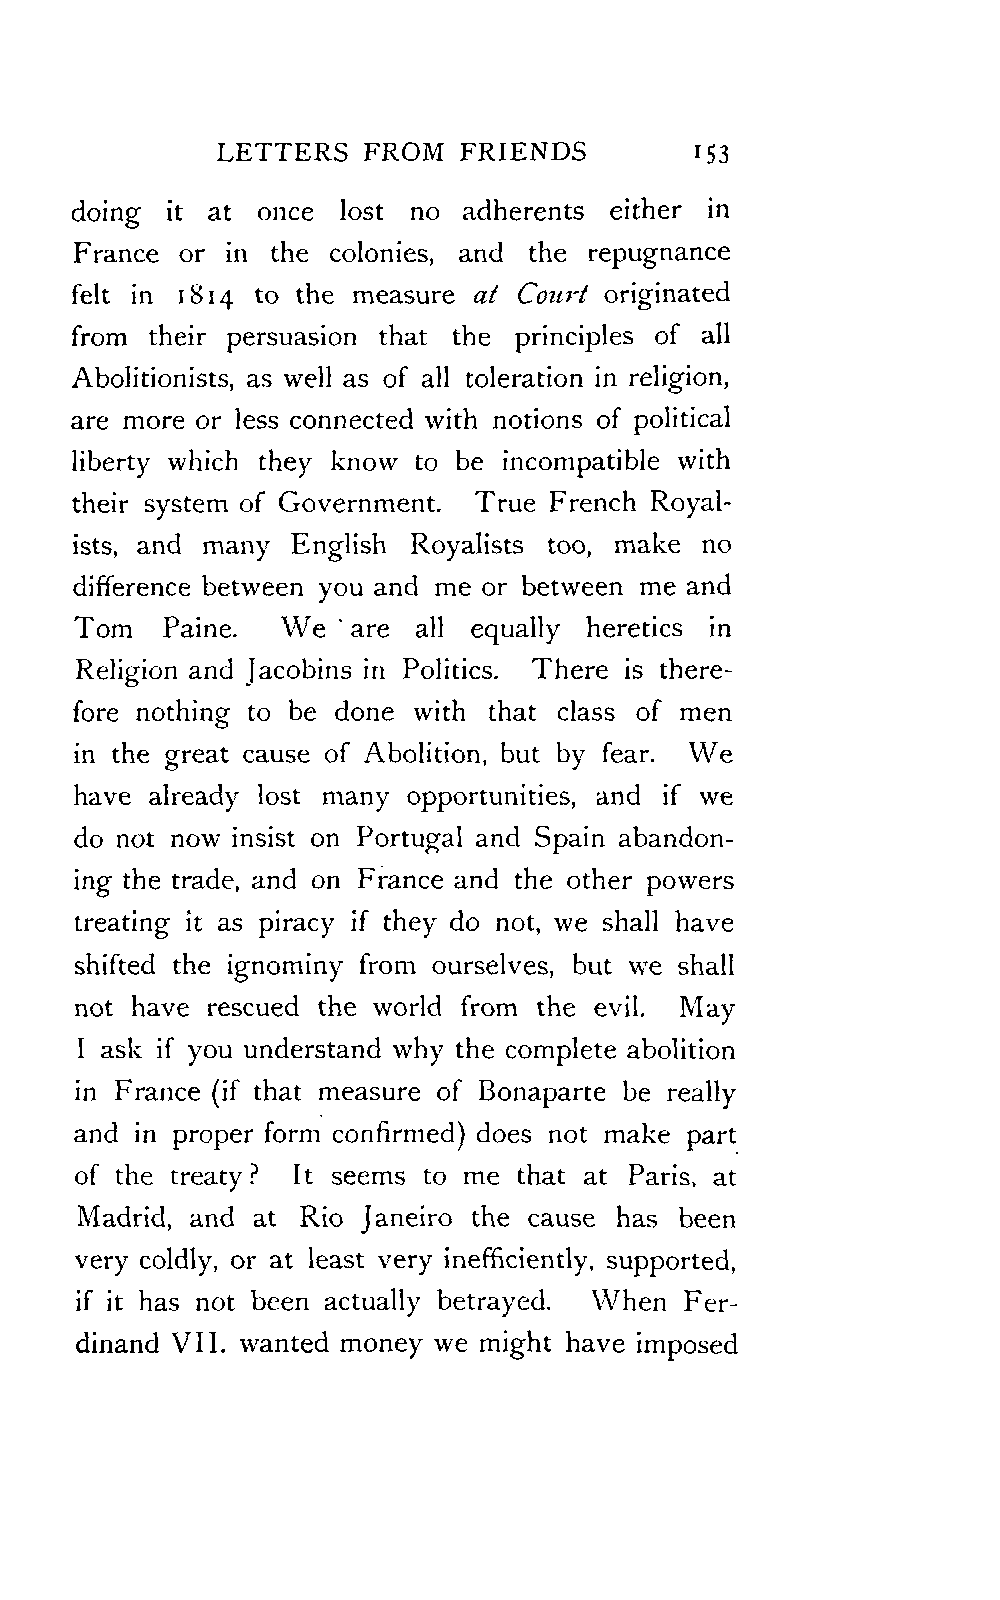 LETTERS FROM FRIENDS 153
doing it at once lost no adherents either in
France or in the colonies, and the repugnance
felt in 1814 to the measure at Court originated
from their persuasion that the principles of all
Abolitionists, as well as of all toleration in religion,
are more or less connected with notions of political
liberty which they know to be incompatible with
their system of Government. True French Royal-
ists, and many English Royalists too, make no
difference between you and me or between me and
Tom Paine. We are all equally heretics in
Religion and Jacobins in Politics. There is there-
fore nothing to be done with that class of men
in the great cause of Abolition, but by fear. We
have already lost many opportunities, and if we
do not now insist on Portugal and Spain abandon-
ing the trade, and on France and the other powers
treating it as piracy if they do not, we shall have
shifted the ignominy from ourselves, but we shall
not have rescued the world from the evil. May
I ask if you understand why the complete abolition
in France (if that measure of Bonaparte be really
and in proper form confirmed) does not make part
of the treaty? It seems to me that at Paris, at
Madrid, and at Rio Janeiro the cause has been
very coldly, or at least very inefficiently, supported,
if it has not been actually betrayed. When Fer-
dinand VII. wanted money we might have imposed